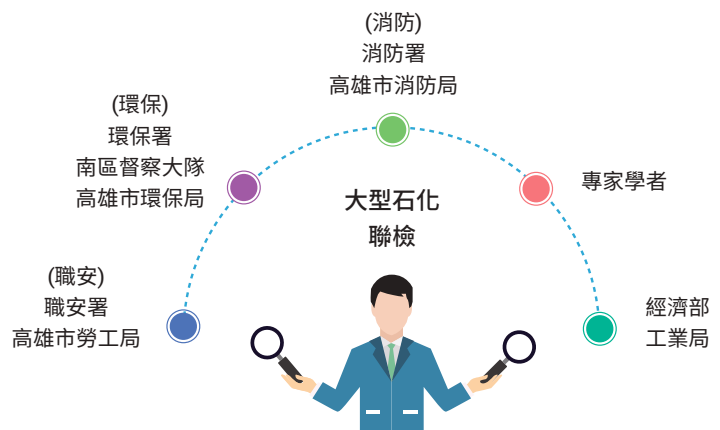 (消防)
消防署
高雄市消防局
(環保)
環保署
南區督察大隊
高雄市環保局
專家學者
大型石化
聯檢
(職安)
職安署
高雄市勞工局
經濟部
工業局